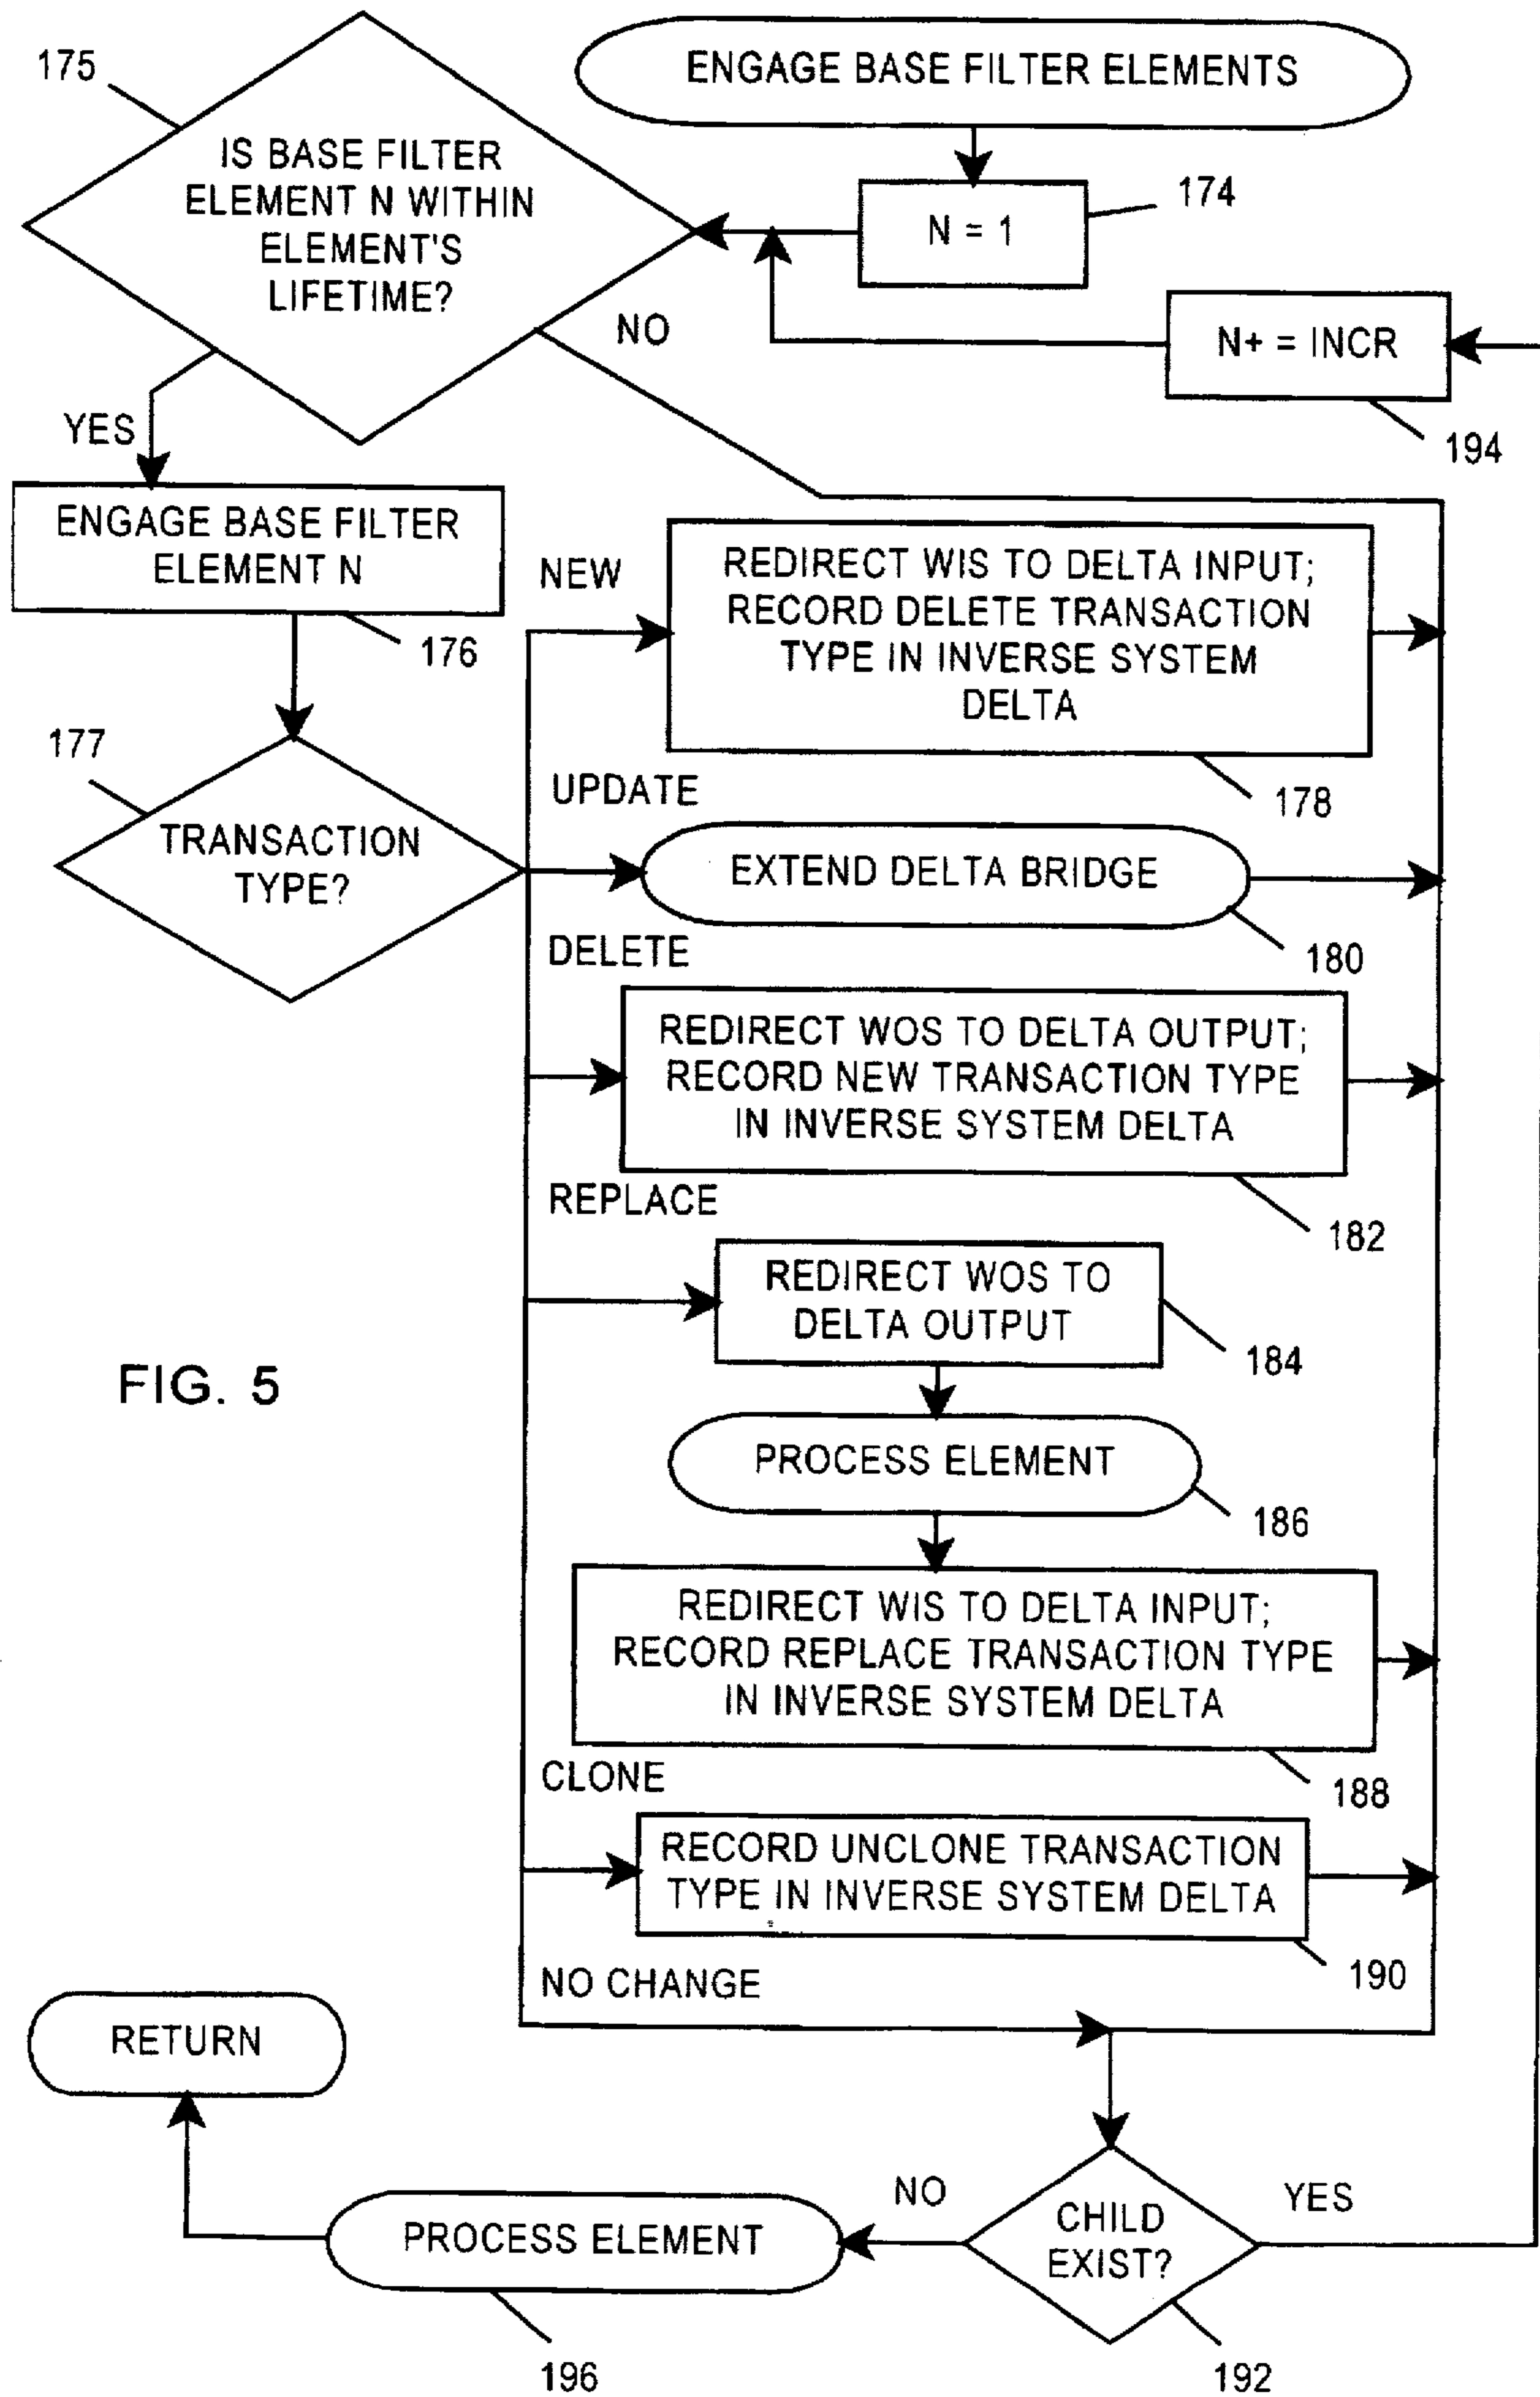 ENGAGE BASE FILTER ELEMENTS
175
IS BASE FILTER
ELEMENT N WITHIN
ELEMENT'S
LIFETIME?
174
N = 1
NO
N+ = INCR
194
YES
ENGAGE BASE FILTER
ELEMENT N
176
NEW
REDIRECT WIS TO DELTA INPUT;
RECORD DELETE TRANSACTION
TYPE IN INVERSE SYSTEM
DELTA
178
177
TRANSACTION
TYPE?
UPDATE
EXTEND DELTA BRIDGE
180
DELETE
REDIRECT WOS TO DELTA OUTPUT;
RECORD NEW TRANSACTION TYPE
IN INVERSE SYSTEM DELTA
182
REPLACE
REDIRECT WOS TO
DELTA OUTPUT
184
FIG. 5
PROCESS ELEMENT
186
REDIRECT WIS TO DELTA INPUT;
RECORD REPLACE TRANSACTION TYPE
IN INVERSE SYSTEM DELTA
188
CLONE
RECORD UNCLONE TRANSACTION
TYPE IN INVERSE SYSTEM DELTA
190
NO CHANGE
RETURN
NO
YES
CHILD
EXIST?
192
PROCESS ELEMENT
196